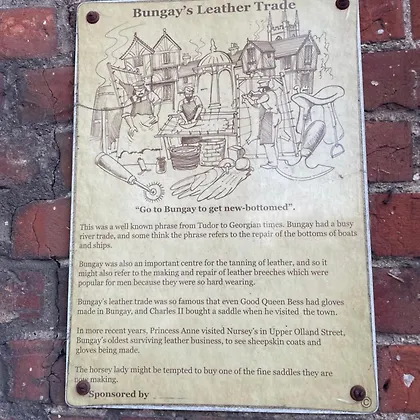 Bungay's Leather Trade
"Go to Bungay to get new-bottomed".
This was a well known phrase from Tudor to Georgian times. Bungay had a busy
river trade, and some think the phrase refers to the repair of the bottoms of boats
and ships.
Bungay was also an important centre for the tanning of leather, and so it
might also refer to the making and repair of leather breeches which were
popular for men because they were so hard wearing.
Bungay's leather trade was so famous that even Good Queen Bess had gloves
made in Bungay, and Charles II bought a saddle when he visited the town.
In more recent years, Princess Anne visited Nursey's in Upper Olland Street,
Bungay's oldest surviving leather business, to see sheepskin coats and
gloves being made.
The horsey lady might be tempted to buy one of the fine saddles they are
now making.
Sponsored by
©